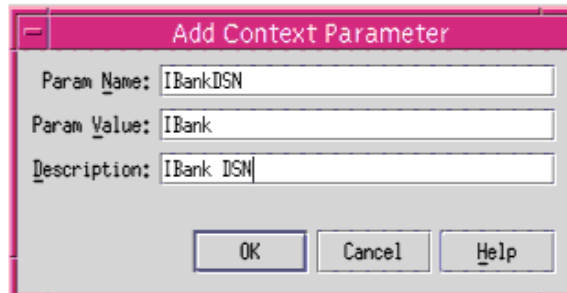 Add Context Parameter
Param Name: IBankDSN
Param Value: IBank
Description: IBank DSN
OK Cancel Help